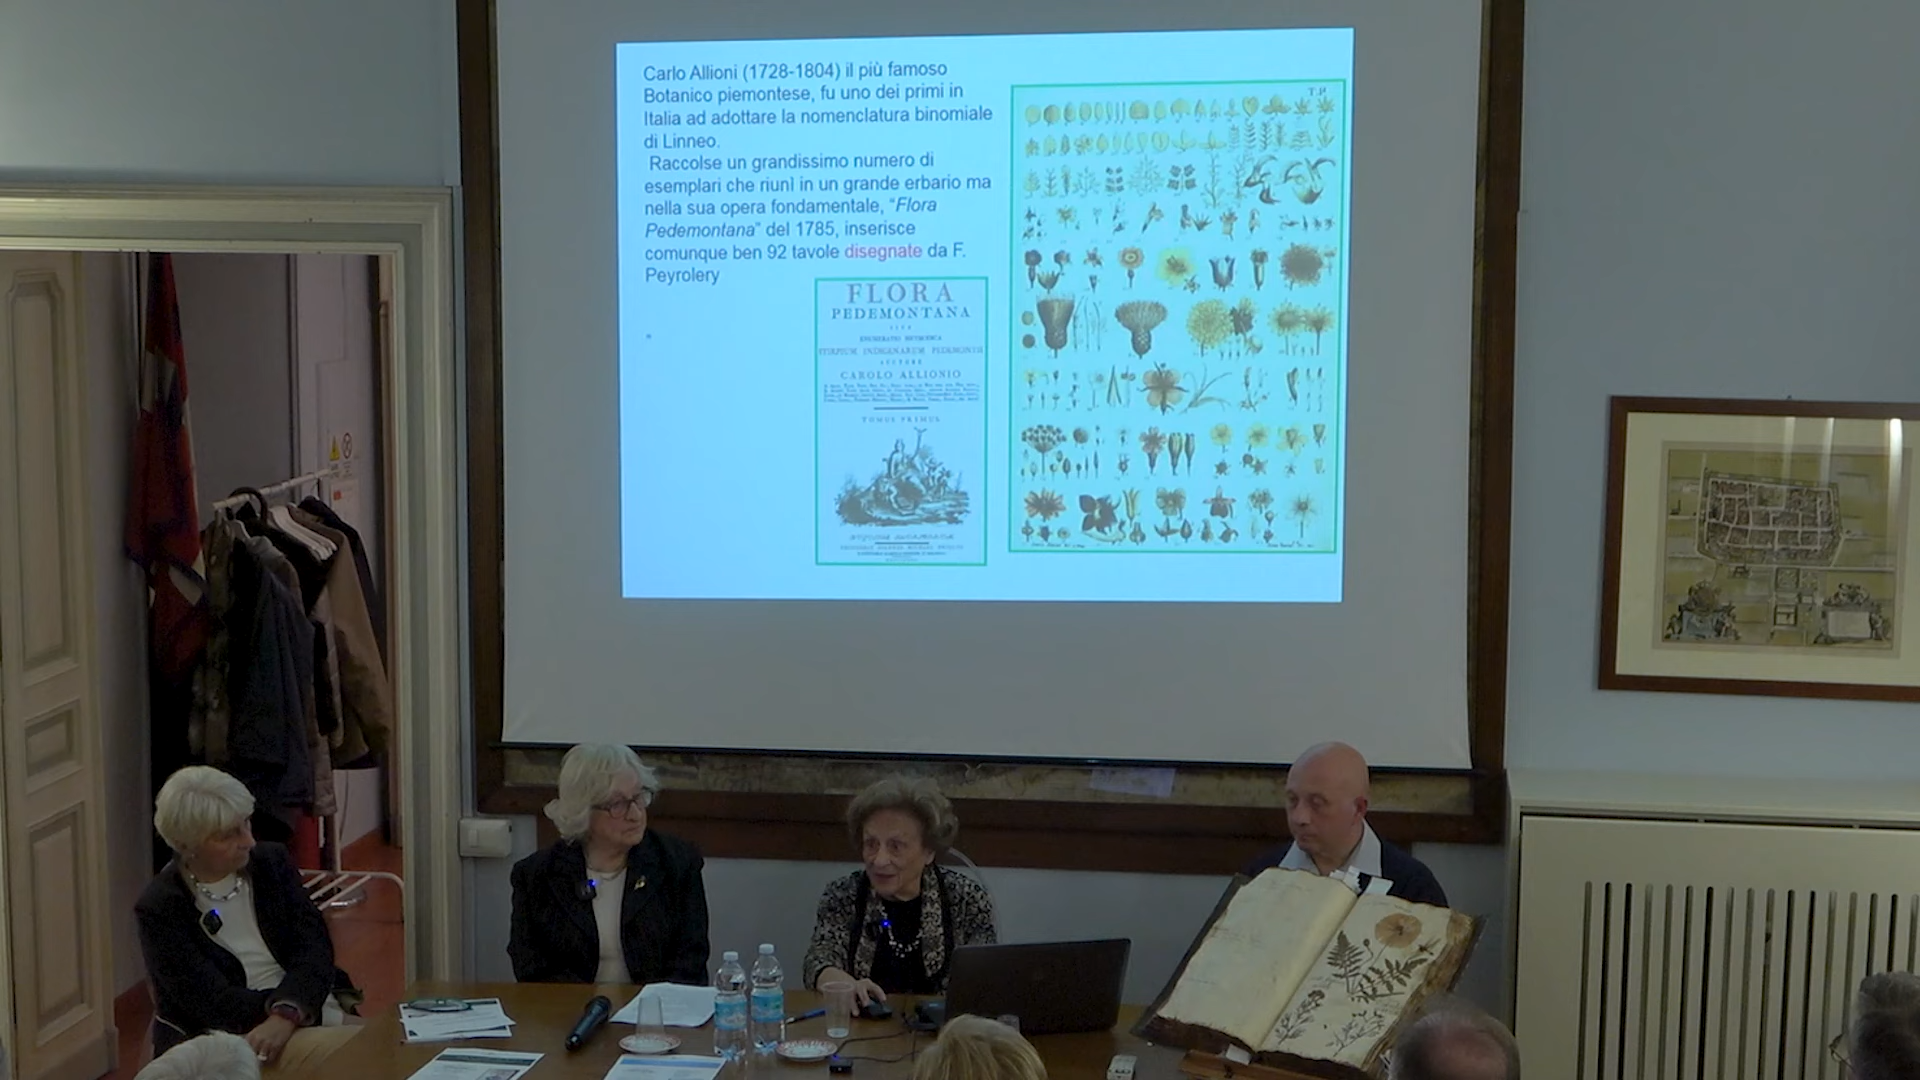 Carlo Allioni (1728-1804) il più famoso
Botanico piemontese, fu uno dei primi in
Italia ad adottare la nomenclatura binomiale
di Linneo.
Raccolse un grandissimo numero di
esemplari che riunì in un grande erbario ma
nella sua opera fondamentale, “Flora
Pedemontana” del 1785, inserisce
comunque ben 92 tavole disegnate da F.
Peyrolery
FLORA
PEDEMONTANA
SIVE
ENUMERATIO METHODICA
STIRPIUM INDIGENARUM PEDEMONTII
AUCTORE
CAROLO ALLIONIO
TOMUS PRIMUS